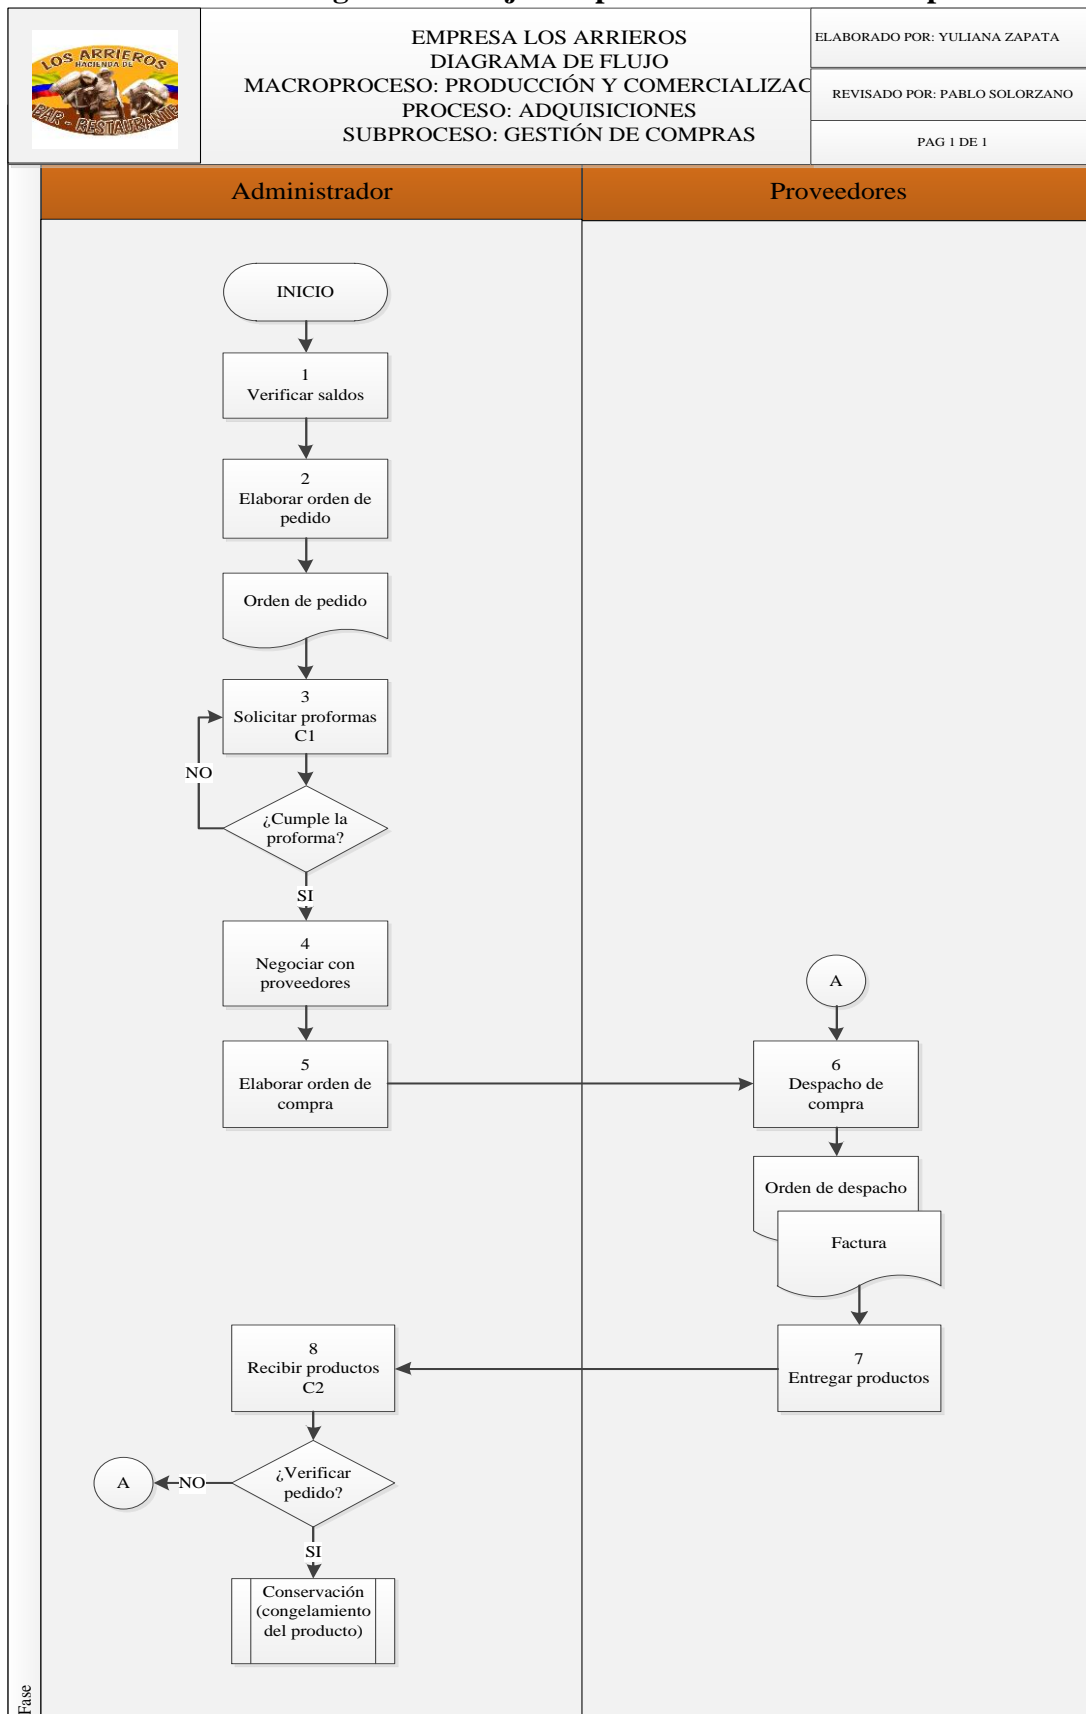 LOS ARRIEROS
HACIENDA DE
BAR - RESTAURANTE
EMPRESA LOS ARRIEROS
DIAGRAMA DE FLUJO
MACROPROCESO: PRODUCCIÓN Y COMERCIALIZAC
PROCESO: ADQUISICIONES
SUBPROCESO: GESTIÓN DE COMPRAS
ELABORADO POR: YULIANA ZAPATA
REVISADO POR: PABLO SOLORZANO
PAG 1 DE 1
Administrador
Proveedores
INICIO
1
Verificar saldos
2
Elaborar orden de
pedido
Orden de pedido
3
Solicitar proformas
C1
NO
¿Cumple la
proforma?
SI
4
Negociar con
proveedores
A
5
Elaborar orden de
compra
6
Despacho de
compra
Orden de despacho
Factura
8
Recibir productos
C2
7
Entregar productos
¿Verificar
pedido?
NO
A
SI
Conservación
(congelamiento
del producto)
Fase